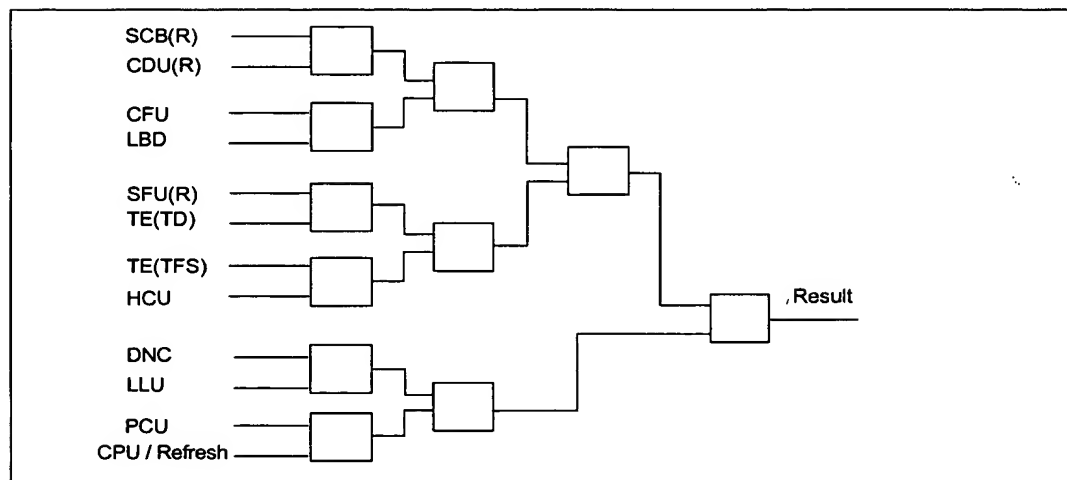 SCB(R)
CDU(R)
CFU
LBD
SFU(R)
TE(TD)
TE(TFS)
HCU
DNC
LLU
PCU
CPU / Refresh
Result